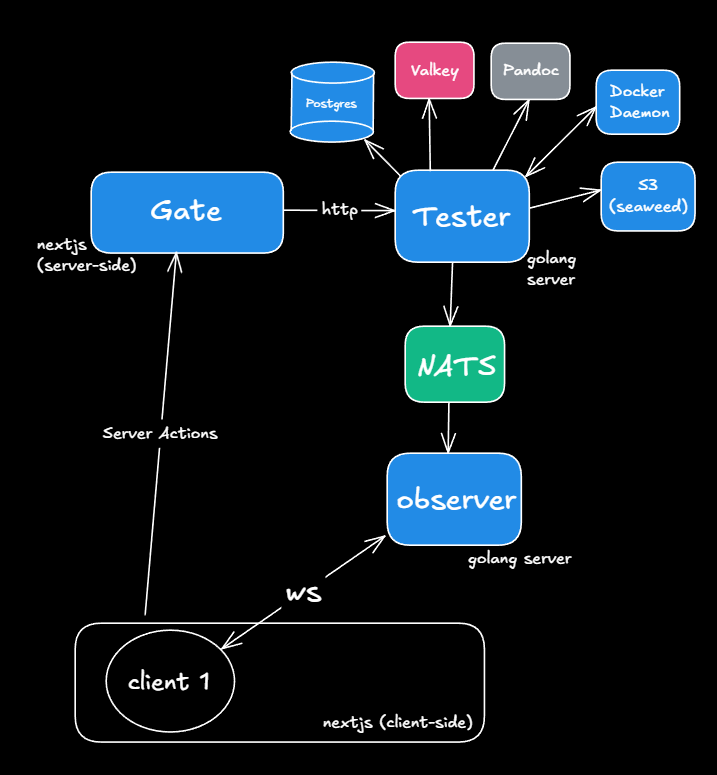 Valkey
Pandoc
Postgres
Docker
Daemon
Gate
http
Tester
S3
(seaweed)
nextjs
(server-side)
golang
server
NATS
Server Actions
observer
golang server
WS
client 1
nextjs (client-side)